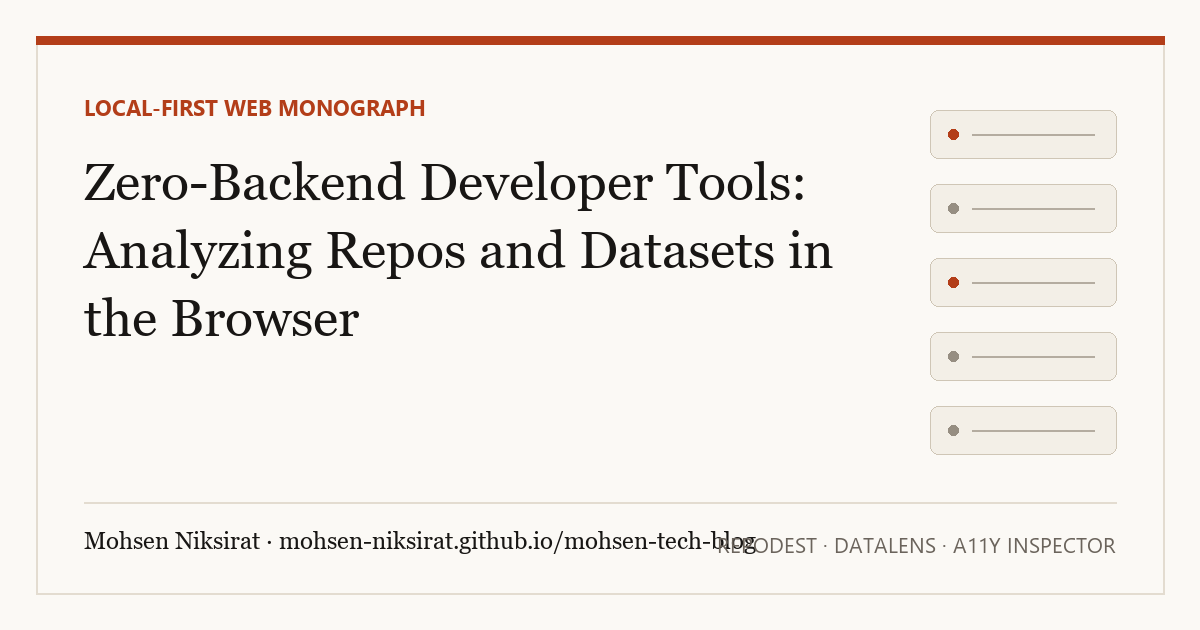 LOCAL-FIRST WEB MONOGRAPH
Zero-Backend Developer Tools:
Analyzing Repos and Datasets in
the Browser
Mohsen Niksirat · mohsen-niksirat.github.io/mohsen-tech-blog
REPODEST · DATALENS · A11Y INSPECTOR